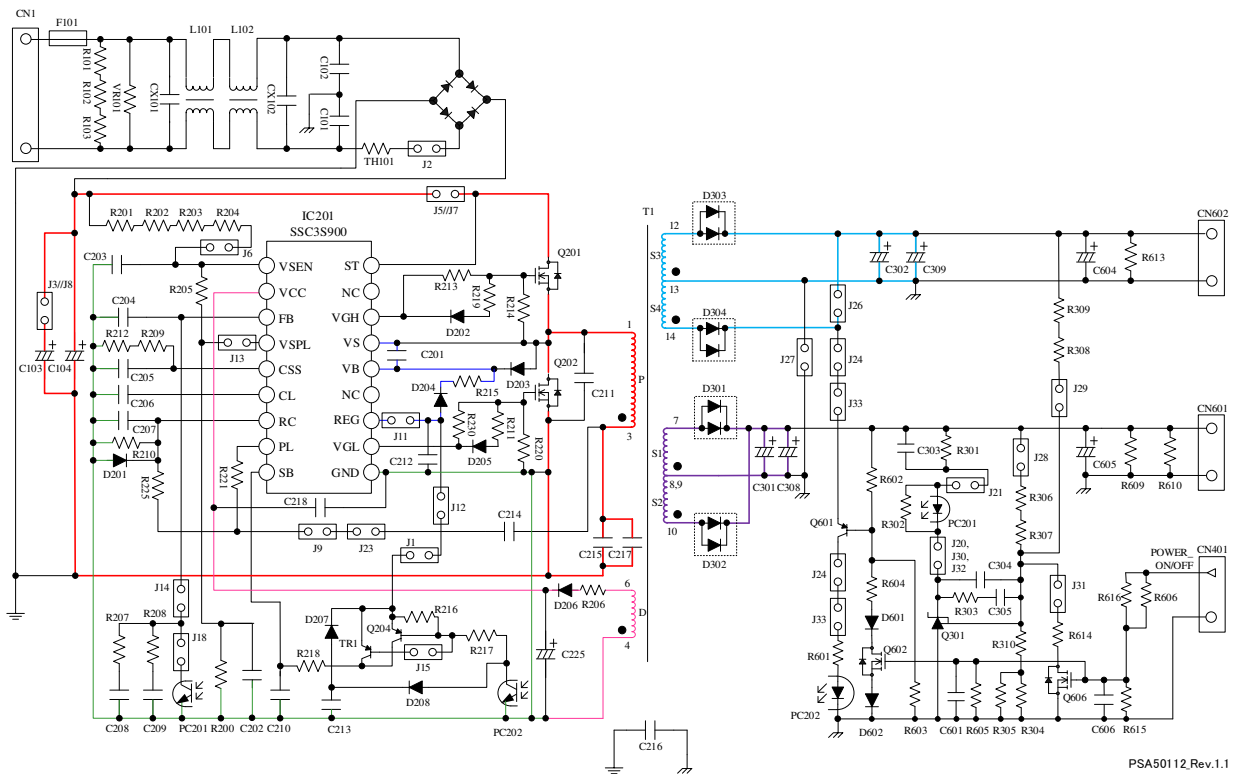 CN1
F101
L101
L102
R101
R102
R103
VR101
CX101
CX102
C102
C101
TH101
J2
J5//J7
R201
R202
R203
R204
J6
IC201
SSC3S900
VSEN
VCC
FB
VSPL
CSS
CL
RC
PL
SB
ST
NC
VGH
VS
VB
NC
REG
VGL
GND
C203
R205
J3//J8
C204
R212
R209
J13
C103
C104
C205
C206
C207
R210
D201
R225
R221
C218
J9
J23
C214
J12
J1
R213
R219
R214
D202
Q201
C201
Q202
D203
D204
R215
C211
J11
R230
R211
D205
R220
C212
C215
C217
T1
1
P
3
6
D
4
D206
R206
J14
R207
R208
J18
C208
C209
PC201
R200
C202
C210
R218
D207
TR1
Q204
R216
J15
R217
D208
C213
PC202
C225
C216
12
S3
13
S4
14
7
S1
8,9
S2
10
D303
D304
D301
D302
C302
C309
C301
C308
J26
J27
J24
J33
R309
R308
J29
C604
R613
CN602
CN601
C605
R609
R610
C303
R301
J28
R602
R302
J21
PC201
R306
R307
Q601
J20,
J30,
J32
C304
R303
C305
J24
J33
R604
D601
Q301
R310
J31
R614
Q602
R601
PC202
D602
R603
C601
R605
R305
R304
Q606
C606
R615
R616
R606
POWER_
ON/OFF
CN401
PSA50112_Rev.1.1